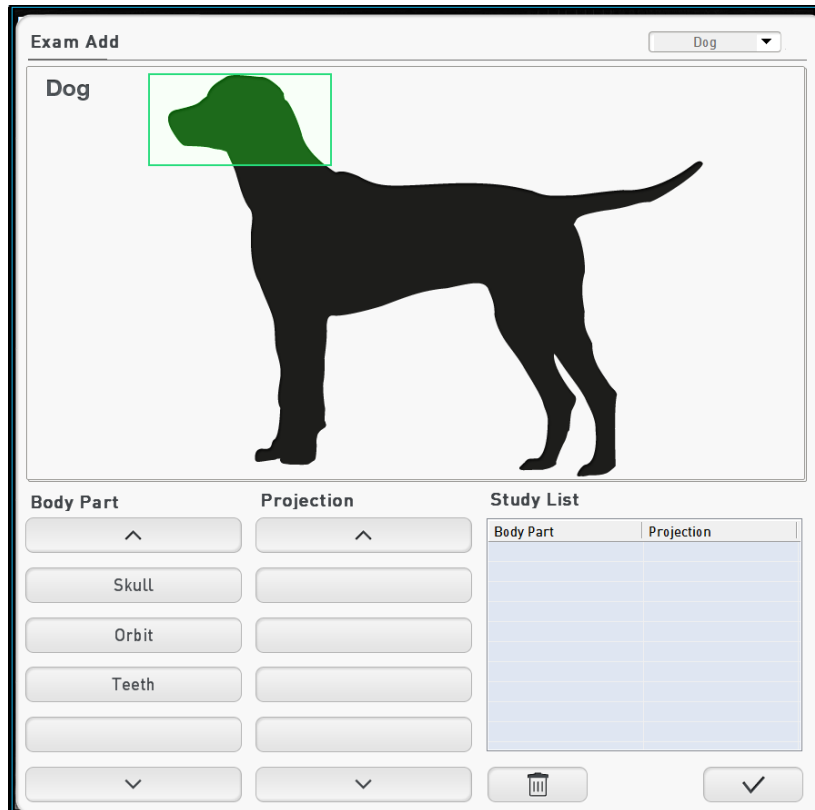 Exam Add
Dog
Dog
Body Part
Projection
Study List
Body Part
Projection
Skull
Orbit
Teeth